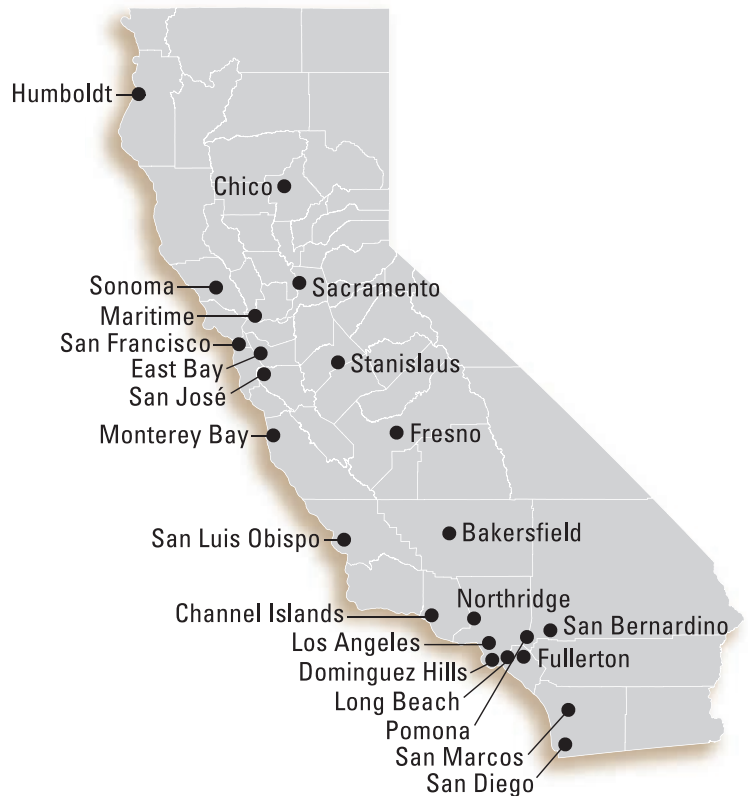 Humboldt
Chico
Sonoma
Sacramento
Maritime
San Francisco
East Bay
Stanislaus
San José
Monterey Bay
Fresno
San Luis Obispo
Bakersfield
Channel Islands
Northridge
San Bernardino
Los Angeles
Dominguez Hills
Fullerton
Long Beach
Pomona
San Marcos
San Diego